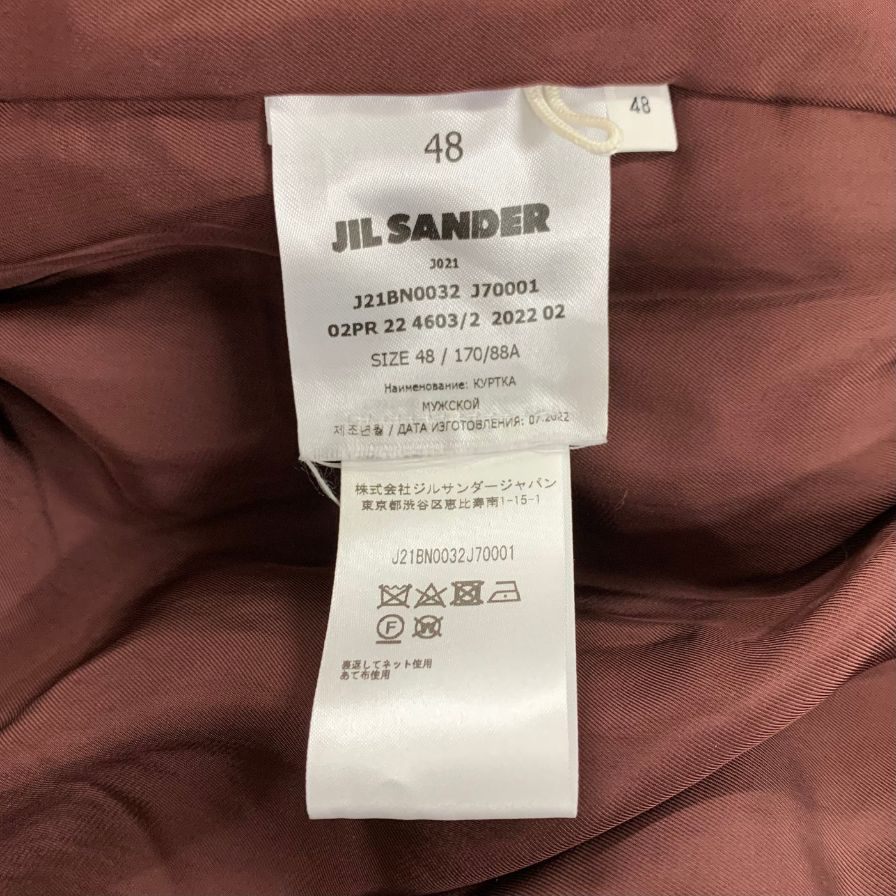 48
48
JIL SANDER
J021
J21BN0032 J70001
02PR 22 4603/2 2022 02
SIZE 48 / 170/88A
Наименование: КУРТКА
МУЖСКОЙ
제조년월 / ДАТА ИЗГОТОВЛЕНИЯ: 07.2022
株式会社ジルサンダージャパン
東京都渋谷区恵比寿南1-15-1
J21BN0032J70001
F W
裏返してネット使用
あて布使用